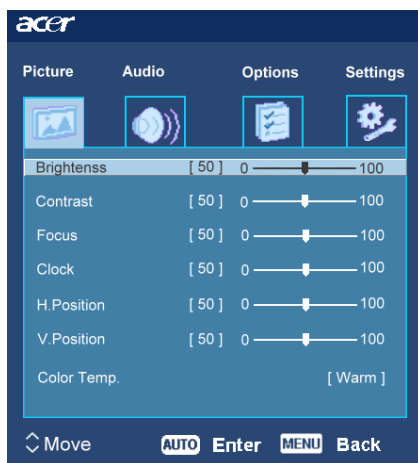 acer
Picture Audio Options Settings
Brightenss [ 50 ] 0 100
Contrast [ 50 ] 0 100
Focus [ 50 ] 0 100
Clock [ 50 ] 0 100
H.Position [ 50 ] 0 100
V.Position [ 50 ] 0 100
Color Temp. [ Warm ]
Move AUTO Enter MENU Back